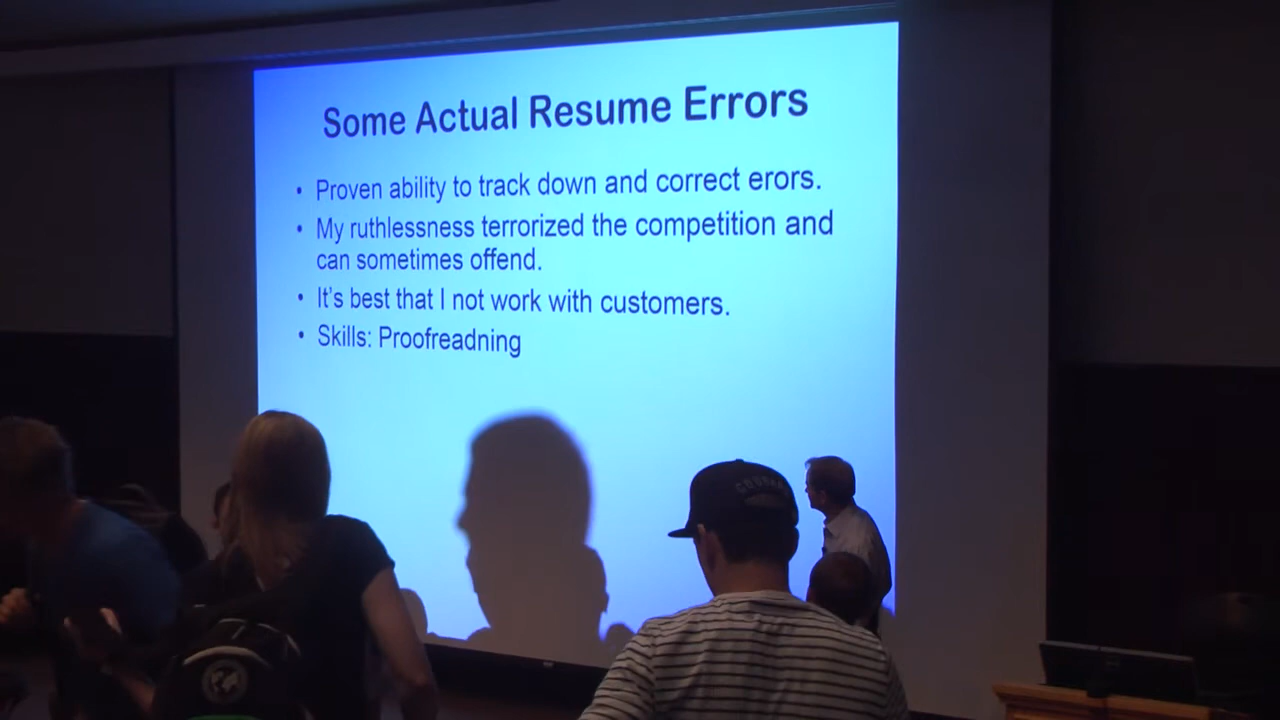 Some Actual Resume Errors
• Proven ability to track down and correct erors.
• My ruthlessness terrorized the competition and
can sometimes offend.
• It's best that I not work with customers.
• Skills: Proofreadning